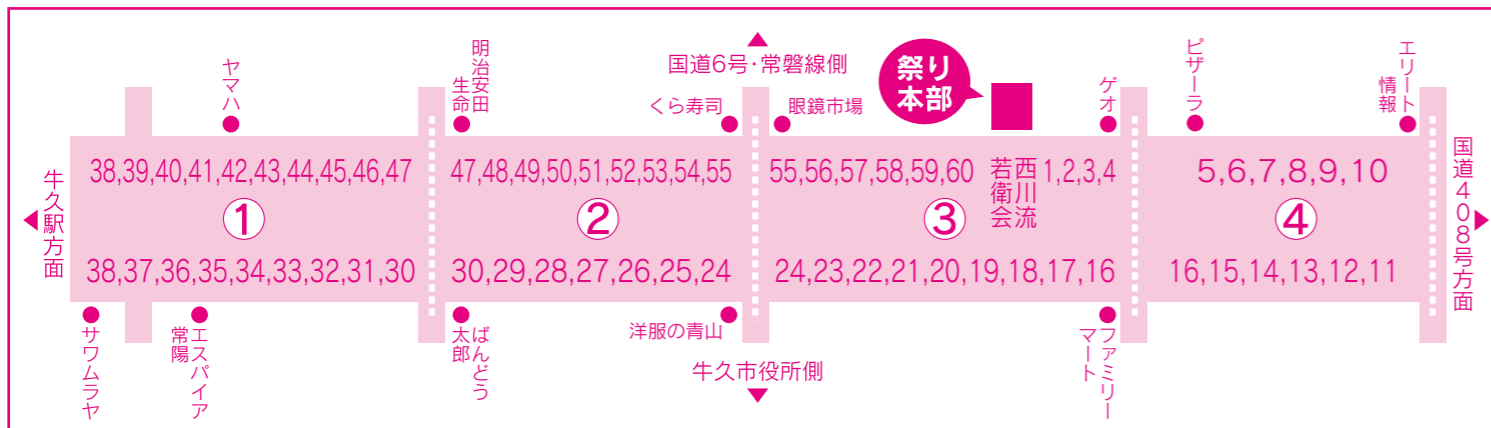 国道6号・常磐線側
祭り
本部
ヤマハ
明治安田
生命
くら寿司
眼鏡市場
ゲオ
ピザーラ
エリート
情報
牛久駅方面
38,39,40,41,42,43,44,45,46,47
47,48,49,50,51,52,53,54,55
55,56,57,58,59,60
西川流
若衛会
1,2,3,4
5,6,7,8,9,10
国道408号方面
①
②
③
④
38,37,36,35,34,33,32,31,30
30,29,28,27,26,25,24
24,23,22,21,20,19,18,17,16
16,15,14,13,12,11
サワムラヤ
エスパイア
常陽
ばんどう
太郎
洋服の青山
牛久市役所側
ファミリー
マート